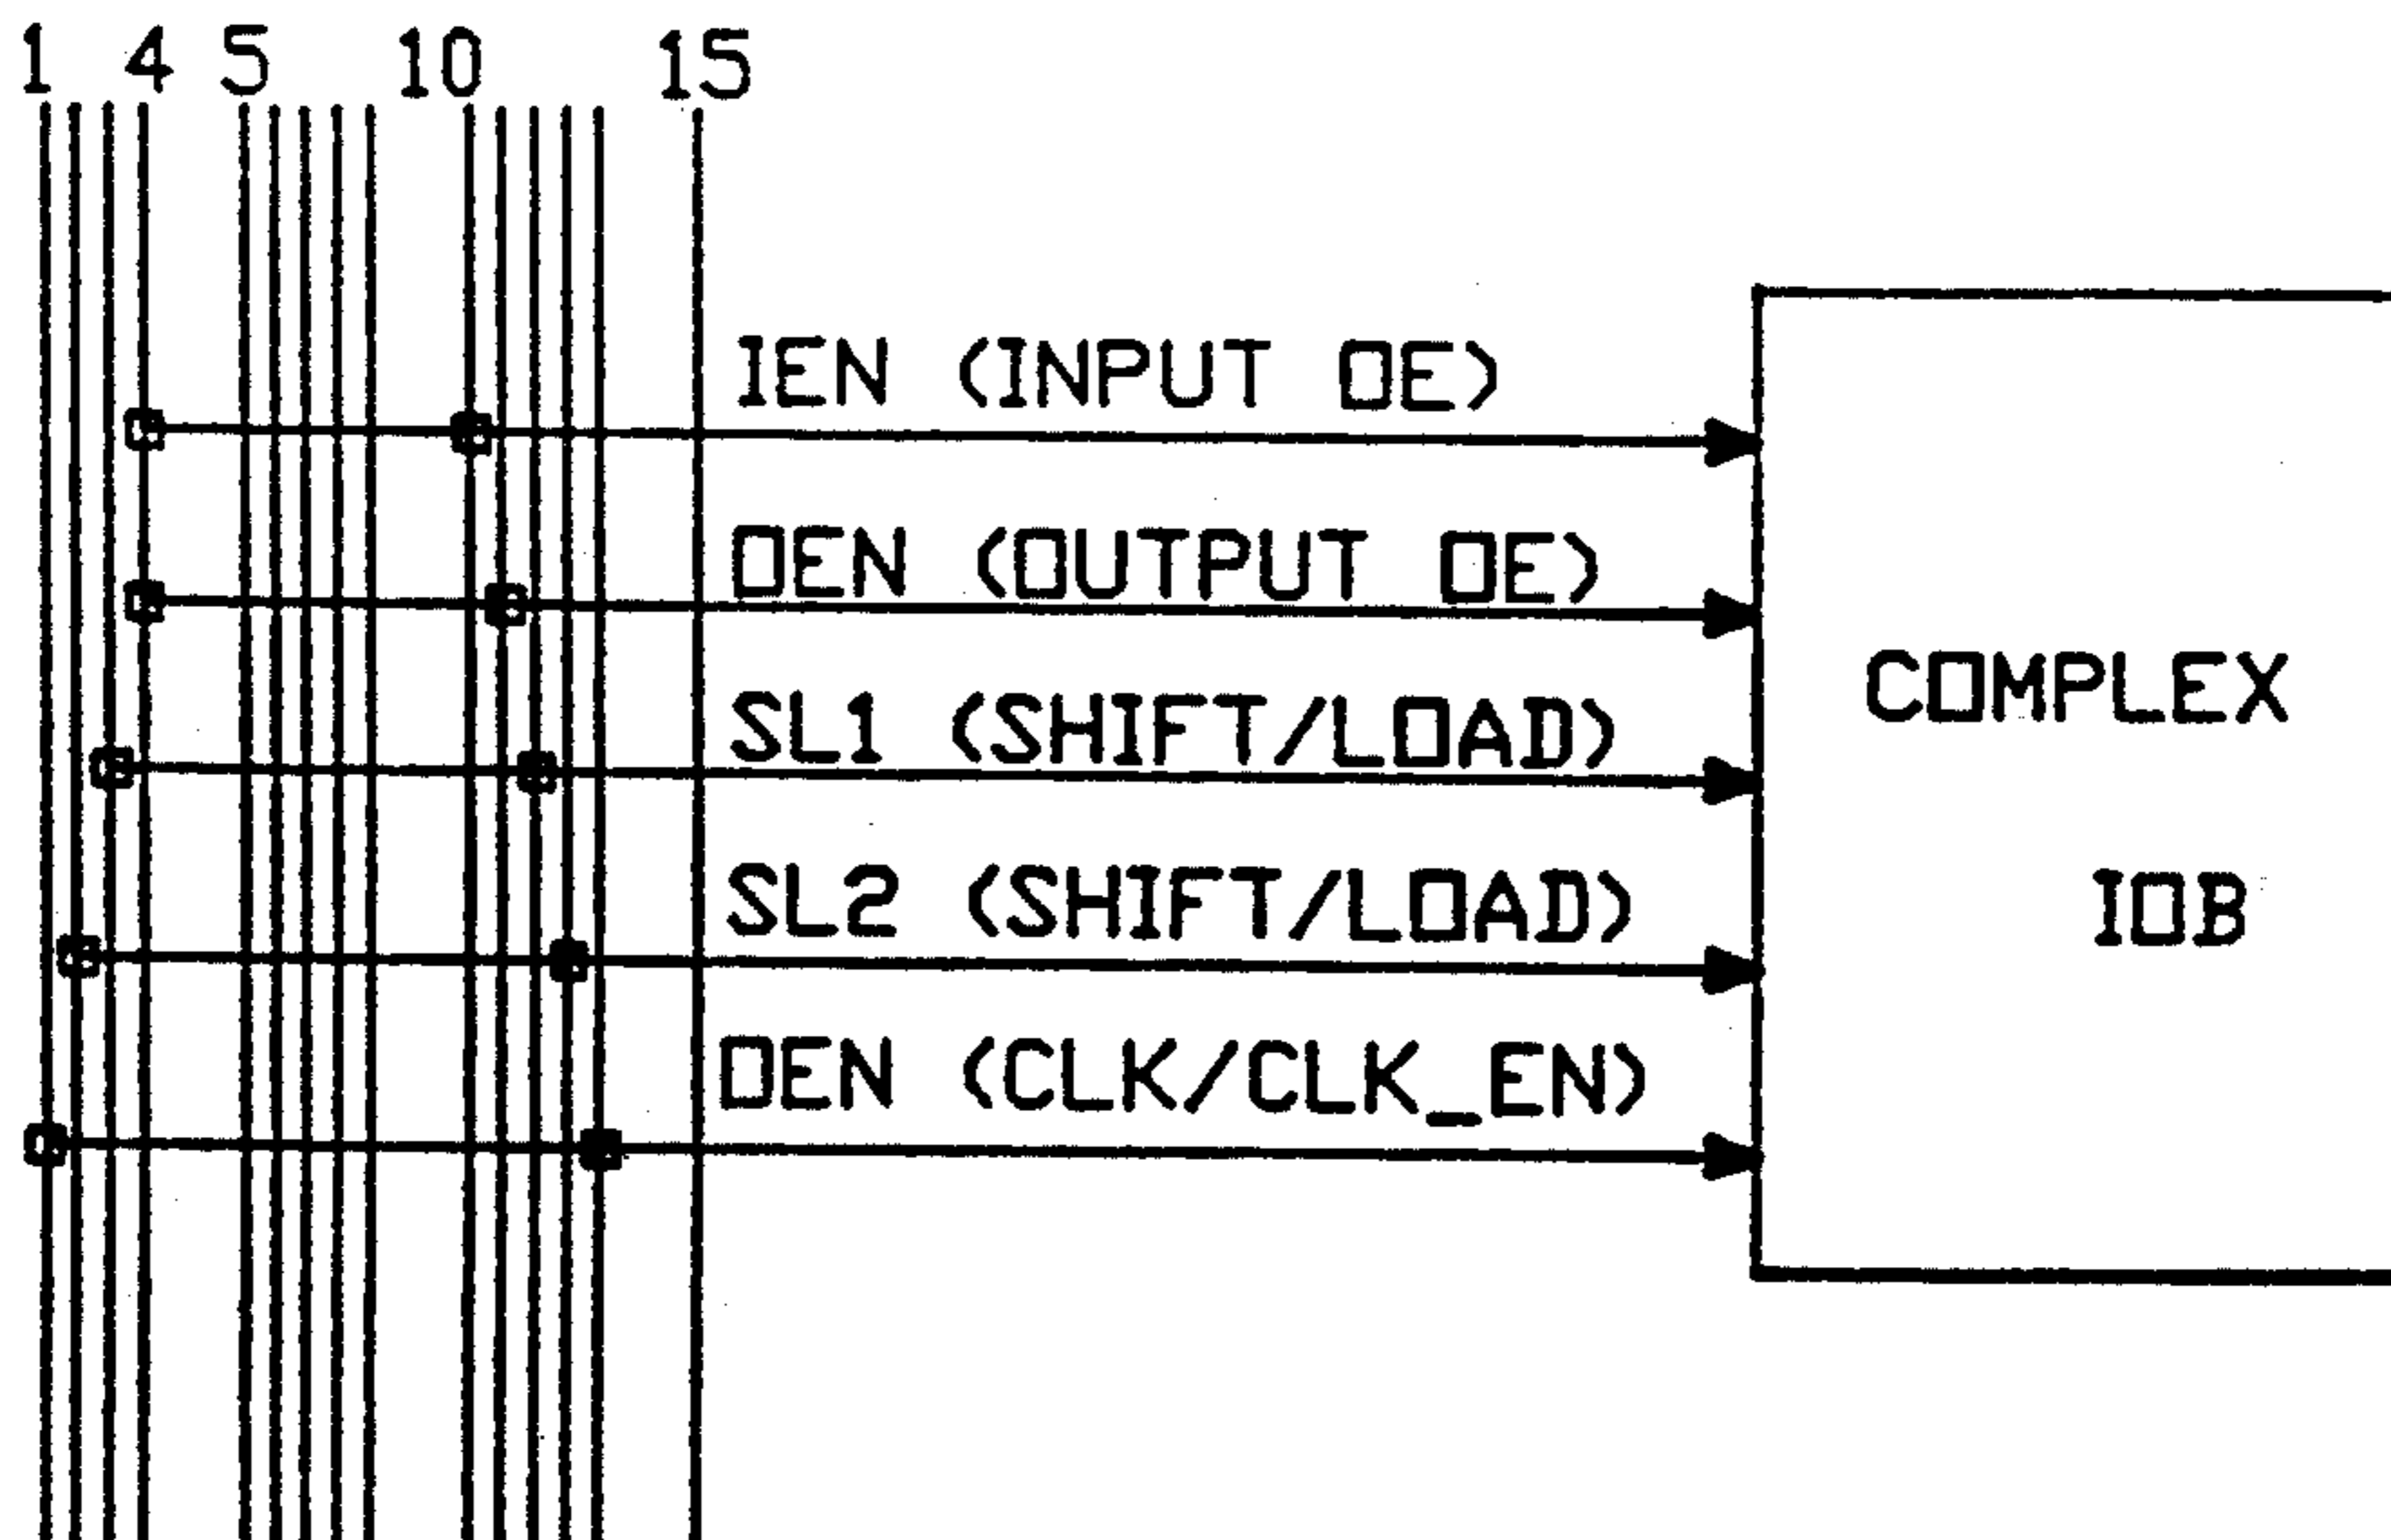 1 4 5 10 15
IEN (INPUT OE)
OEN (OUTPUT OE)
SL1 (SHIFT/LOAD)
SL2 (SHIFT/LOAD)
OEN (CLK/CLK_EN)
COMPLEX
IOB